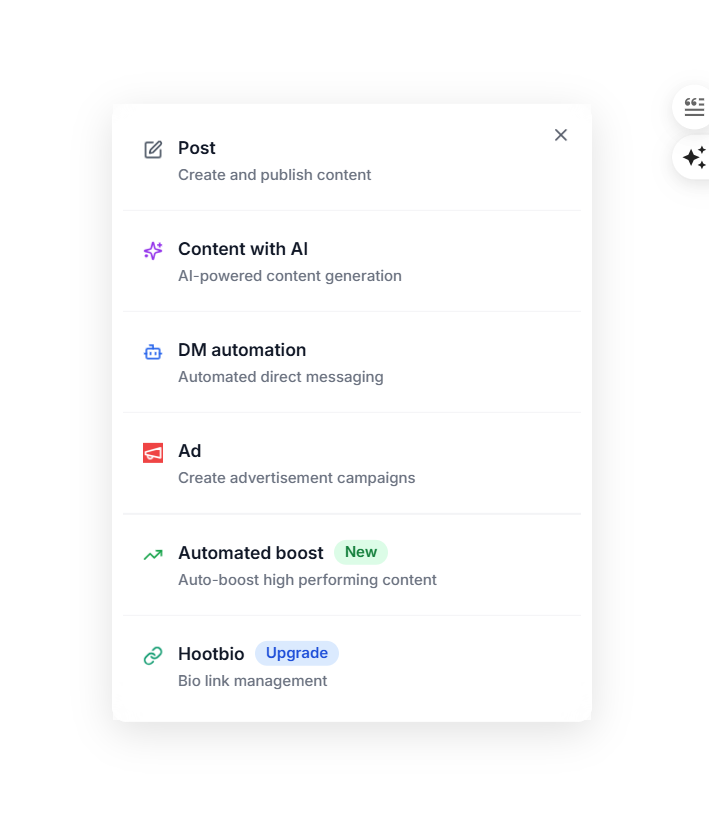 Post
Create and publish content
Content with AI
AI-powered content generation
DM automation
Automated direct messaging
Ad
Create advertisement campaigns
Automated boost New
Auto-boost high performing content
Hootbio Upgrade
Bio link management